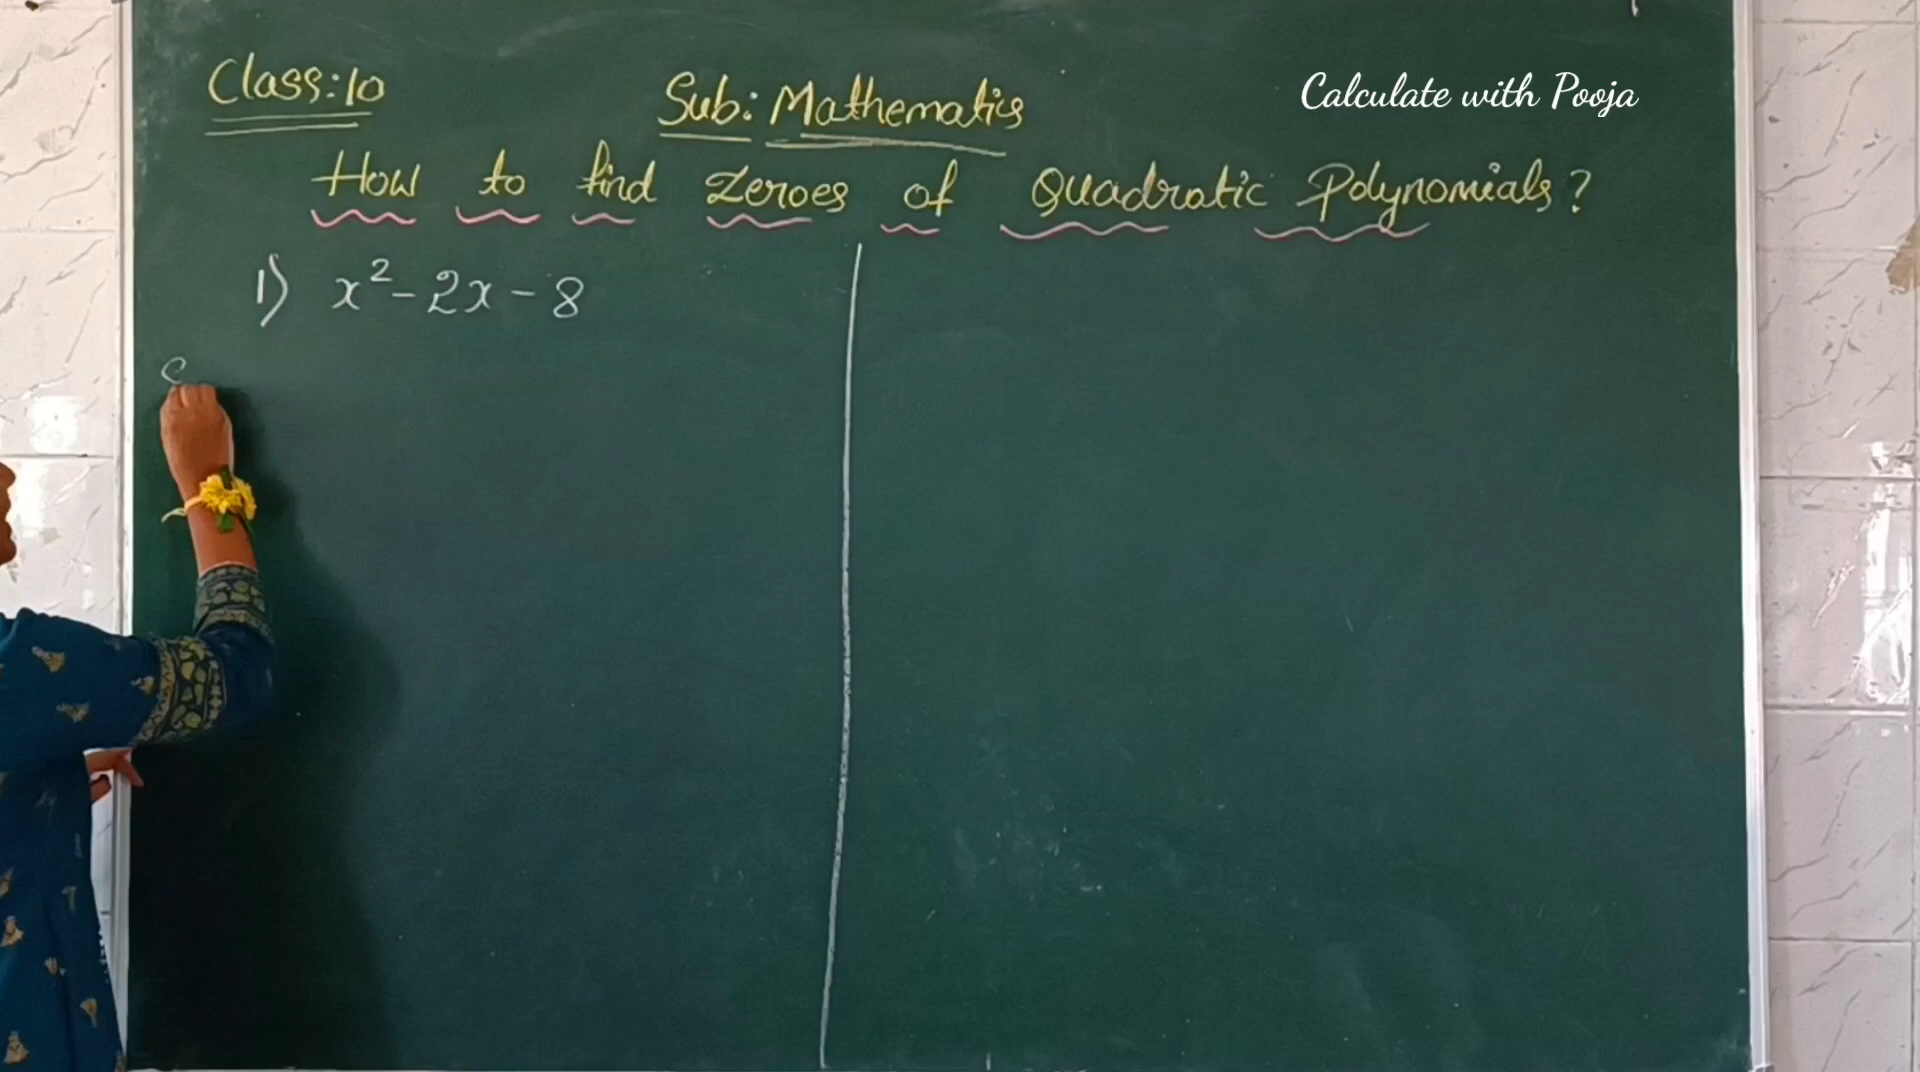 Class:10
Sub: Mathematics
Calculate with Pooja
How to find Zeroes of Quadratic Polynomials?
1) x²-2x-8